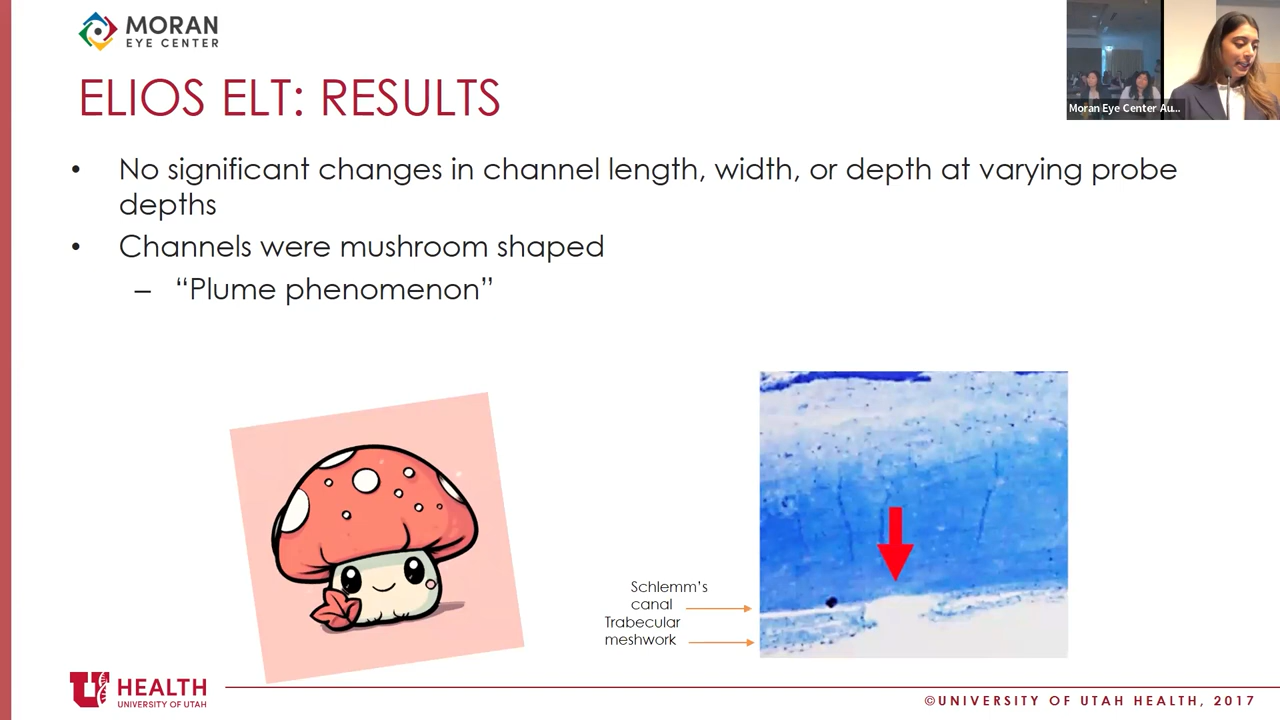 MORAN
EYE CENTER
Moran Eye Center Au...
ELIOS ELT: RESULTS
• No significant changes in channel length, width, or depth at varying probe
depths
• Channels were mushroom shaped
– “Plume phenomenon”
Schlemm’s
canal
Trabecular
meshwork
U HEALTH
UNIVERSITY OF UTAH
©UNIVERSITY OF UTAH HEALTH, 2017